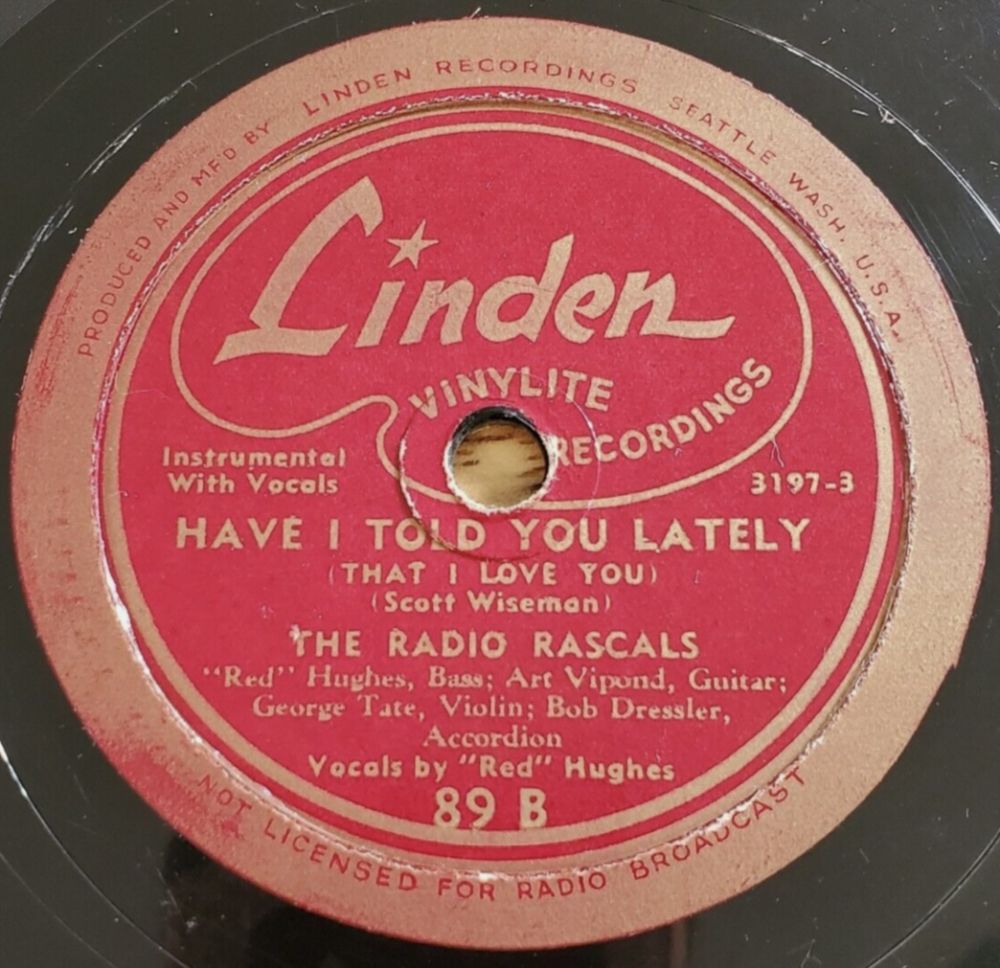 PRODUCED AND MFD BY LINDEN RECORDINGS SEATTLE WASH. U.S.A.
Linden
VINYLITE
RECORDINGS
Instrumental
With Vocals
3197-3
HAVE I TOLD YOU LATELY
(THAT I LOVE YOU)
(Scott Wiseman)
THE RADIO RASCALS
"Red" Hughes, Bass; Art Vipond, Guitar;
George Tate, Violin; Bob Dressler,
Accordion
Vocals by "Red" Hughes
89 B
NOT LICENSED FOR RADIO BROADCAST